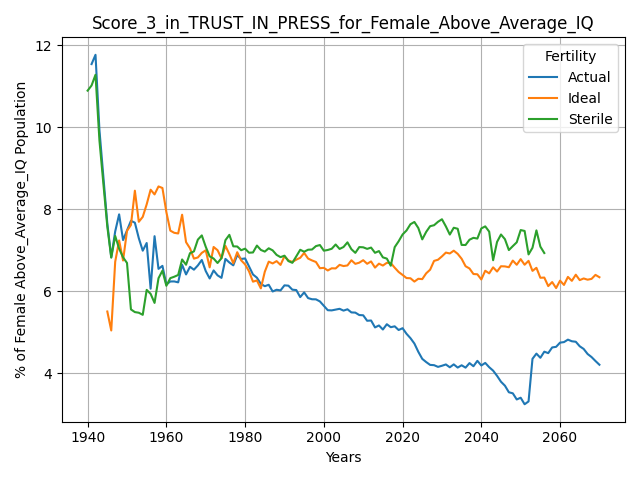 Score_3_in_TRUST_IN_PRESS_for_Female_Above_Average_IQ
% of Female Above_Average_IQ Population
12
10
8
6
4
Fertility
Actual
Ideal
Sterile
1940 1960 1980 2000 2020 2040 2060
Years